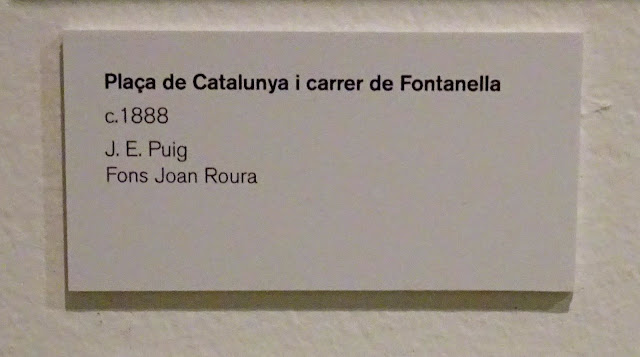 Plaça de Catalunya i carrer de Fontanella
c.1888
J. E. Puig
Fons Joan Roura